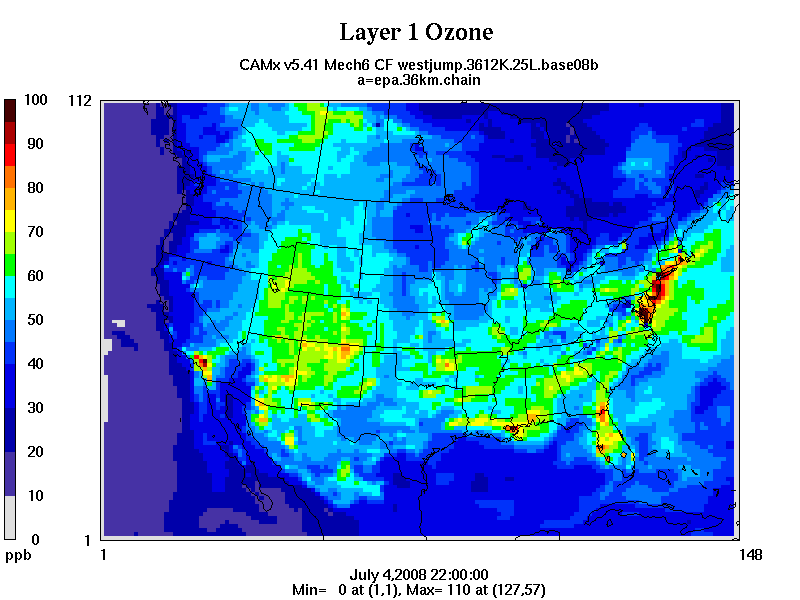 Layer 1 Ozone
CAMx v5.41 Mech6 CF westjump.3612K.25L.base08b
a=epa.36km.chain
100
90
80
70
60
50
40
30
20
10
0
ppb
112
1
1
148
July 4,2008 22:00:00
Min= 0 at (1,1), Max= 110 at (127,57)